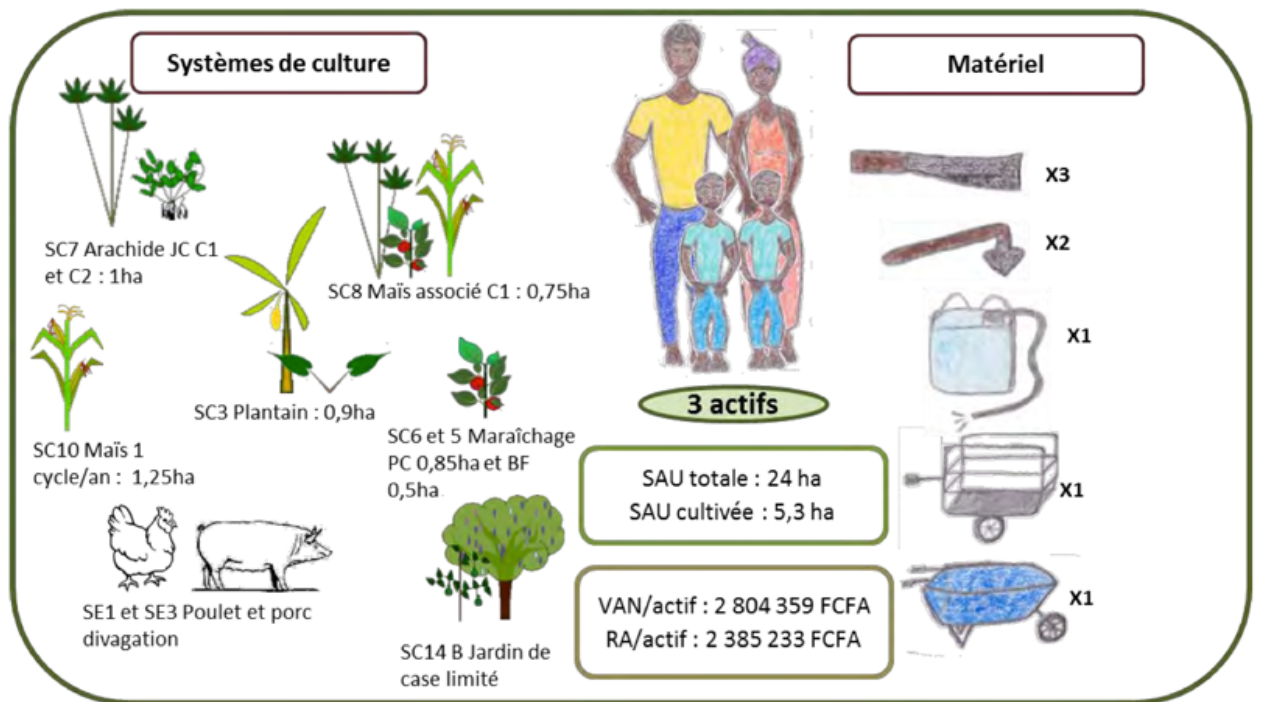 Systèmes de culture
SC7 Arachide JC C1
et C2 : 1ha
SC8 Maïs associé C1 : 0,75ha
SC3 Plantain : 0,9ha
SC10 Maïs 1
cycle/an : 1,25ha
SC6 et 5 Maraîchage
PC 0,85ha et BF
0,5ha
SE1 et SE3 Poulet et porc
divagation
SC14 B Jardin de
case limité
3 actifs
SAU totale : 24 ha
SAU cultivée : 5,3 ha
VAN/actif : 2 804 359 FCFA
RA/actif : 2 385 233 FCFA
Matériel
X3
X2
X1
X1
X1